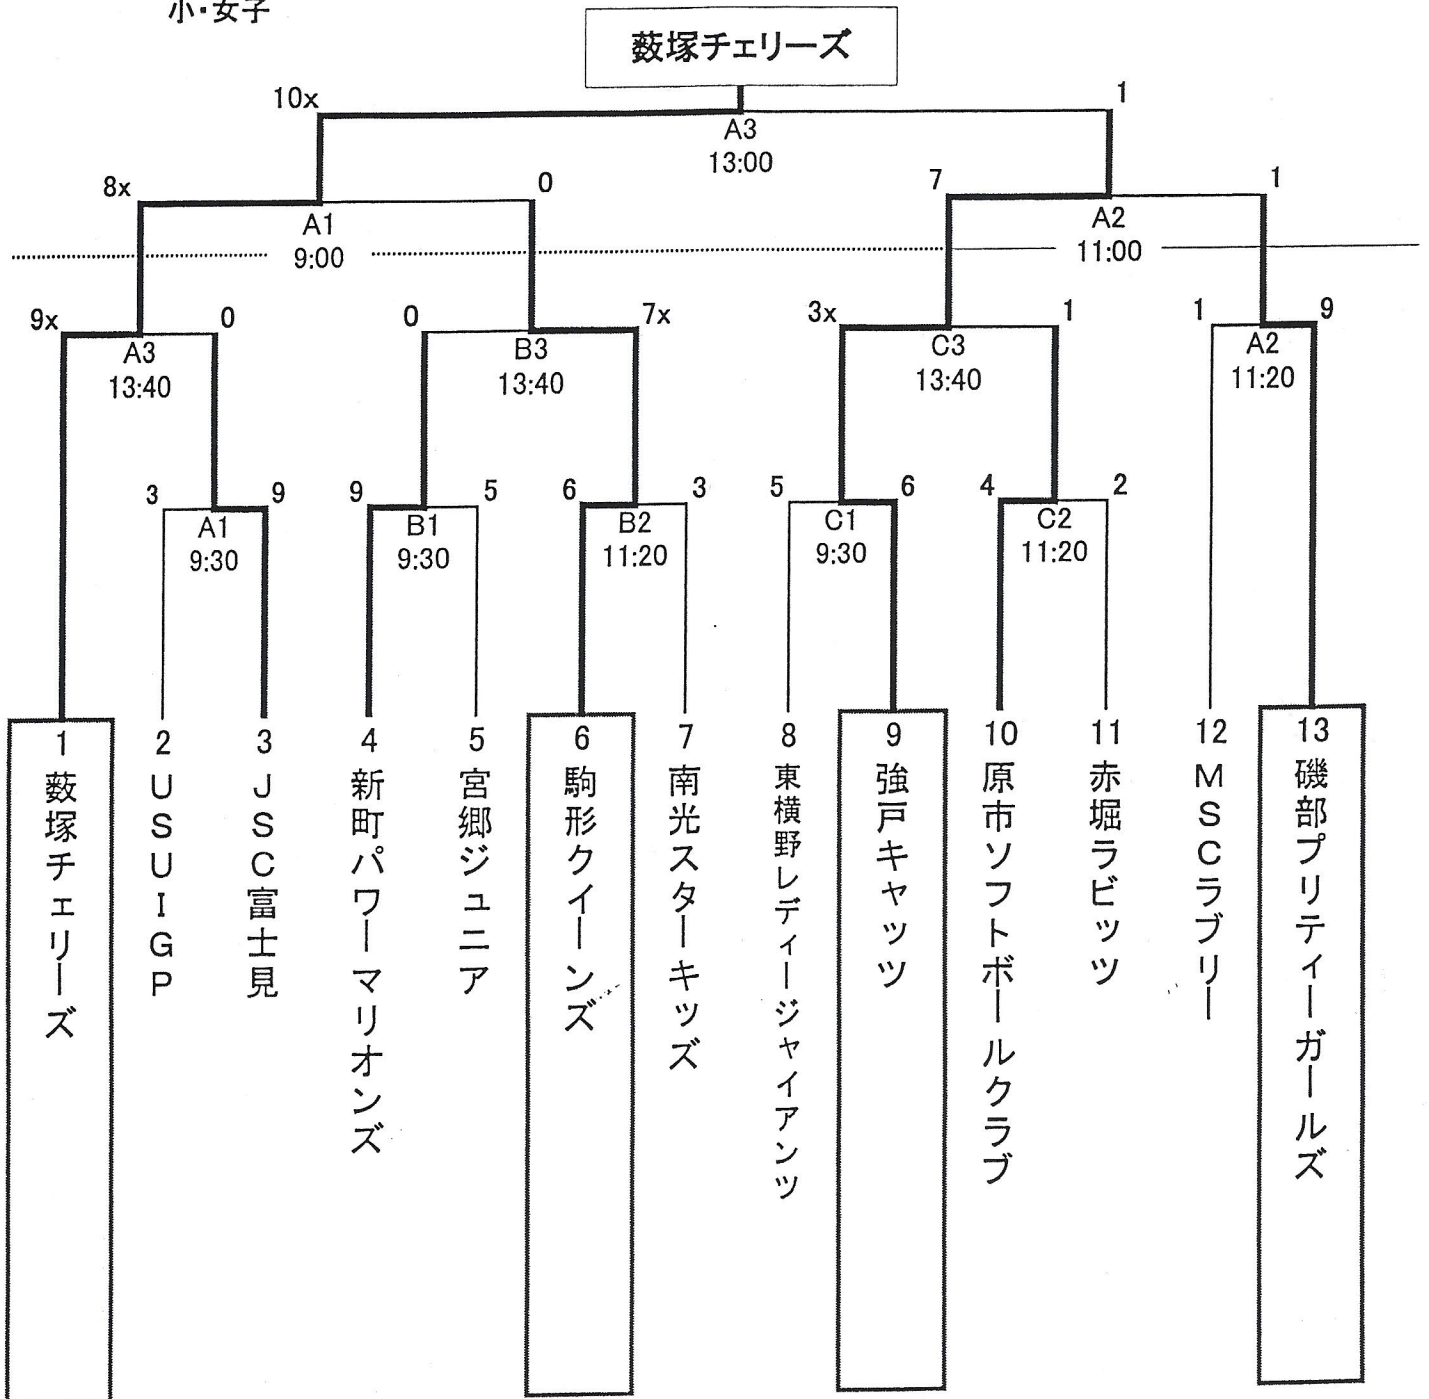 小・女子
薮塚チェリーズ
10x
1
A3
13:00
8x
0
7
1
A1
9:00
A2
11:00
9x
0
0
7x
3x
1
1
9
A3
13:40
B3
13:40
C3
13:40
A2
11:20
3
9
9
5
6
3
5
6
4
2
A1
9:30
B1
9:30
B2
11:20
C1
9:30
C2
11:20
1
薮塚チェリーズ
2
USUIGP
3
JSC富士見
4
新町パワーマリオンズ
5
宮郷ジュニア
6
駒形クイーンズ
7
南光スターキッズ
8
東横野レディージャイアンツ
9
強戸キャッツ
10
原市ソフトボールクラブ
11
赤堀ラビッツ
12
MSCラブリー
13
磯部プリティーガールズ